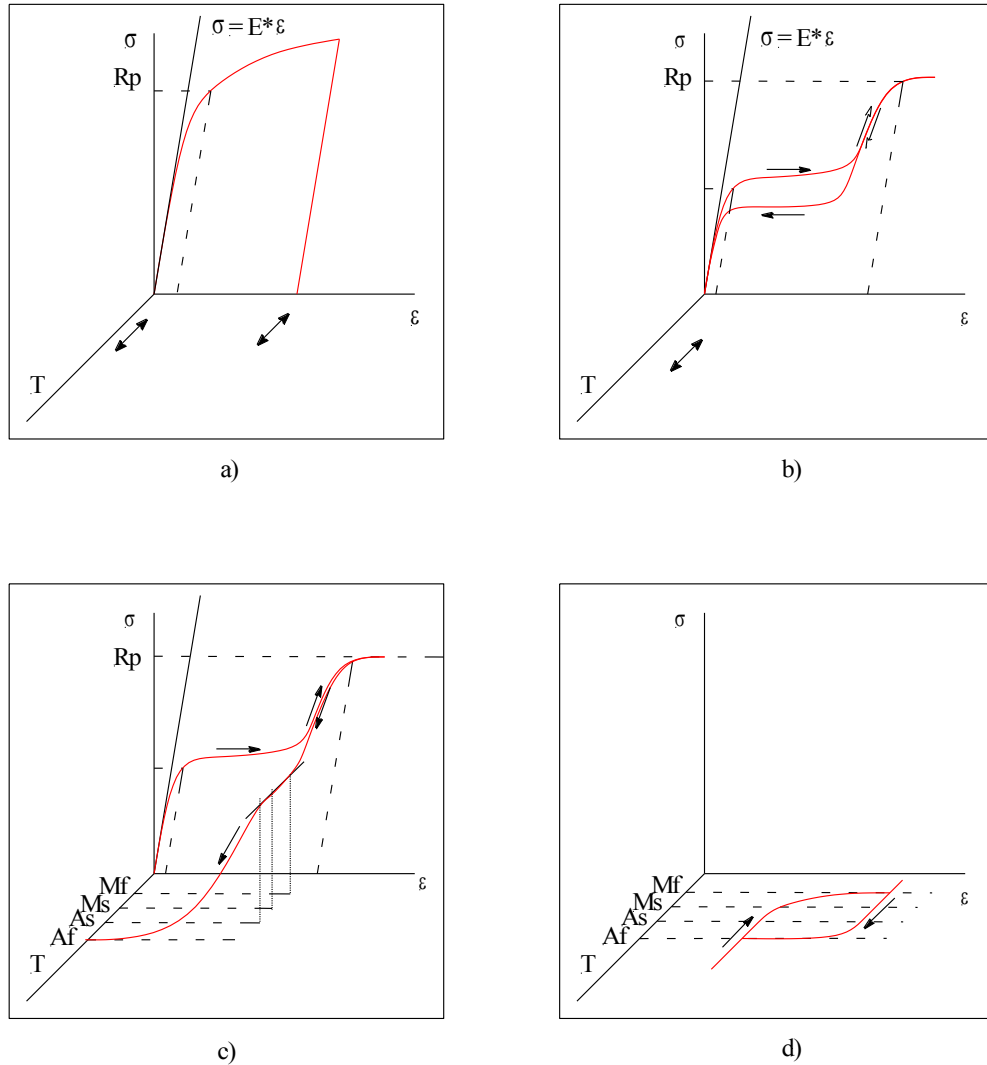 σ
σ = E*ε
Rp
ε
T
a)
σ
σ = E*ε
Rp
ε
T
b)
σ
Rp
ε
Mf
Ms
As
Af
T
c)
σ
ε
Mf
Ms
As
Af
T
d)